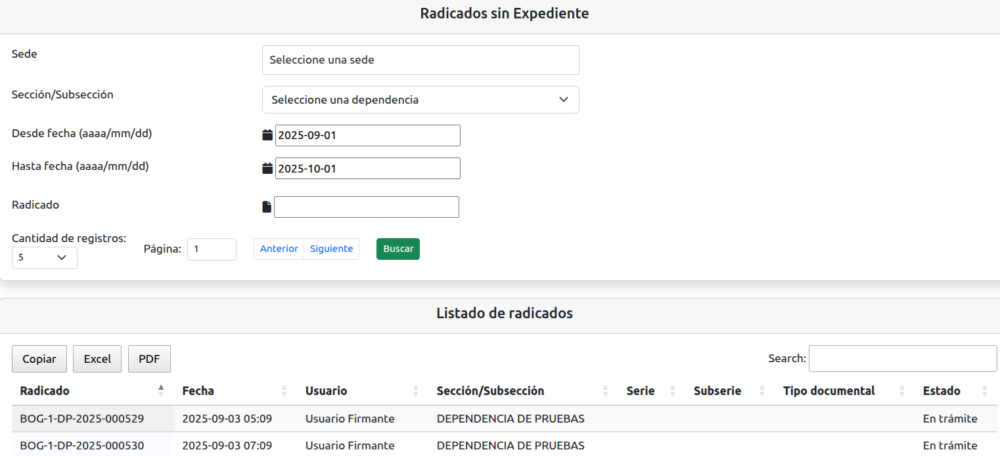 Radicados sin Expediente
Sede
Seleccione una sede
Sección/Subsección
Seleccione una dependencia
Desde fecha (aaaa/mm/dd)
2025-09-01
Hasta fecha (aaaa/mm/dd)
2025-10-01
Radicado
Cantidad de registros:
5
Página: 1 Anterior Siguiente Buscar
Listado de radicados
Copiar Excel PDF Search:
Radicado Fecha Usuario Sección/Subsección Serie Subserie Tipo documental Estado
BOG-1-DP-2025-000529 2025-09-03 05:09 Usuario Firmante DEPENDENCIA DE PRUEBAS En trámite
BOG-1-DP-2025-000530 2025-09-03 07:09 Usuario Firmante DEPENDENCIA DE PRUEBAS En trámite